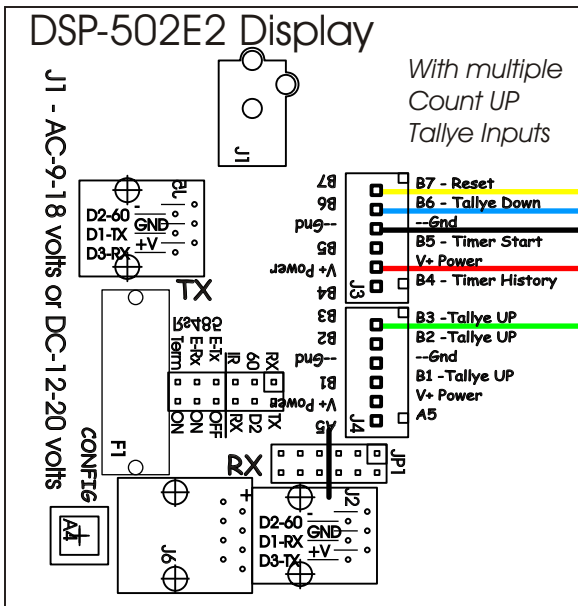 DSP-502E2 Display
J1 - AC-9-18 volts or DC-12-20 volts
With multiple
Count UP
Tallye Inputs
J1
J5
D2-60 -
D1-TX GND
D3-RX +V
TX
B7
B6
--Gnd
B5
V+ Power
B4
J3
B7 - Reset
B6 - Tallye Down
--Gnd
B5 - Timer Start
V+ Power
B4 - Timer History
B3
B2
--Gnd
B1
V+ Power
A5
J4
B3 -Tallye UP
B2 - Tallye UP
--Gnd
B1 -Tallye UP
V+ Power
A5
Rs485
Term E-Rx E-Tx IR 60 RX
ON ON OFF RX D2 TX
F1
RX
JP1
CONFIG
A4
J6
+
J2
D2-60 -
D1-RX GND
D3-TX +V